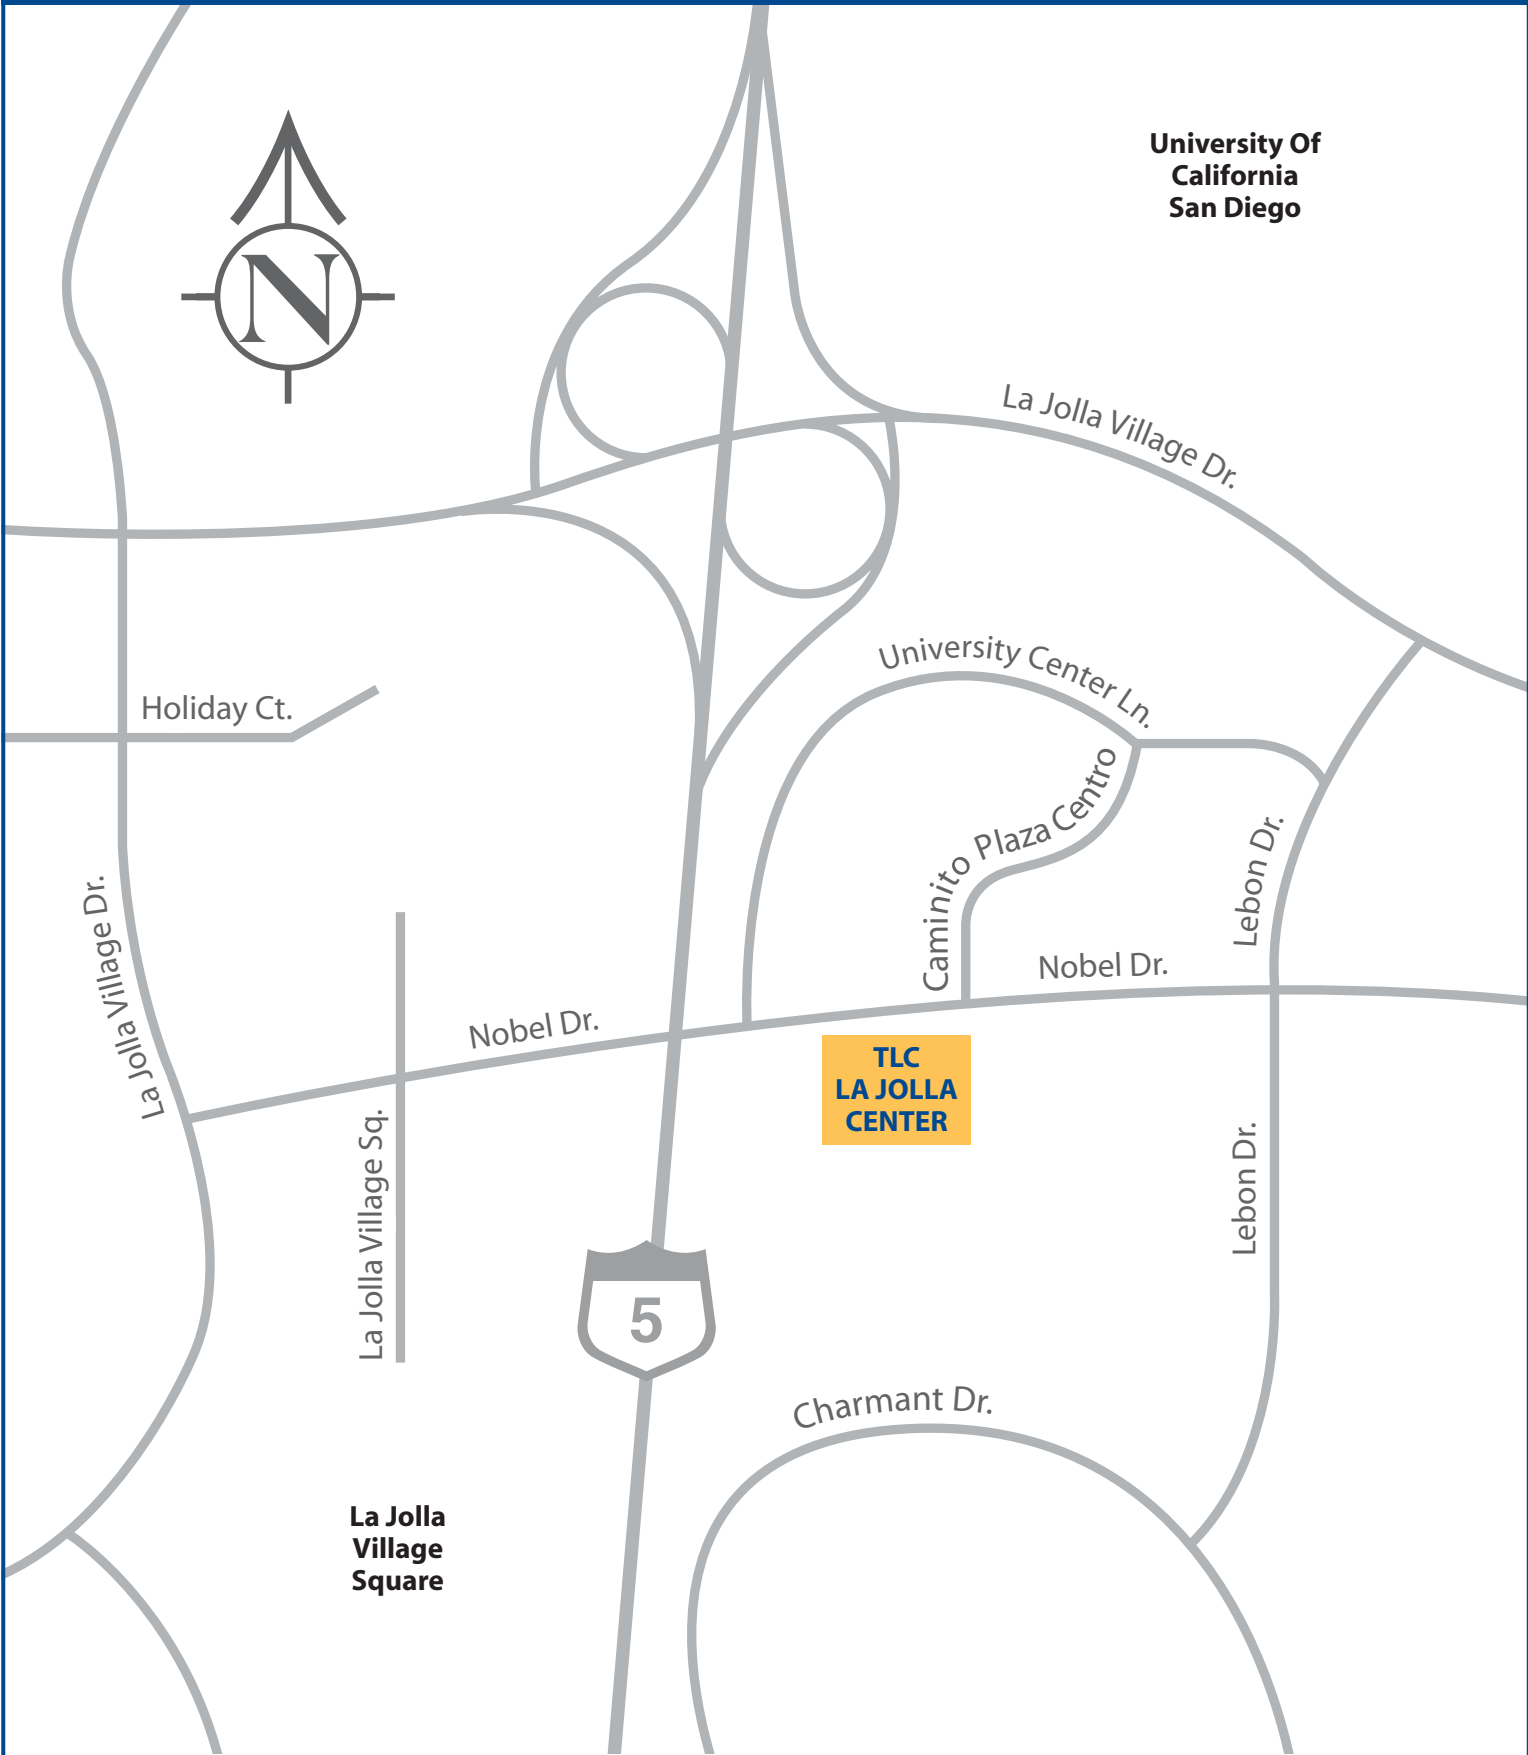 University Of
California
San Diego
N
La Jolla Village Dr.
University Center Ln.
Holiday Ct.
Caminito Plaza Centro
Lebon Dr.
La Jolla Village Dr.
Nobel Dr.
Nobel Dr.
TLC
LA JOLLA
CENTER
La Jolla Village Sq.
Lebon Dr.
5
Charmant Dr.
La Jolla
Village
Square